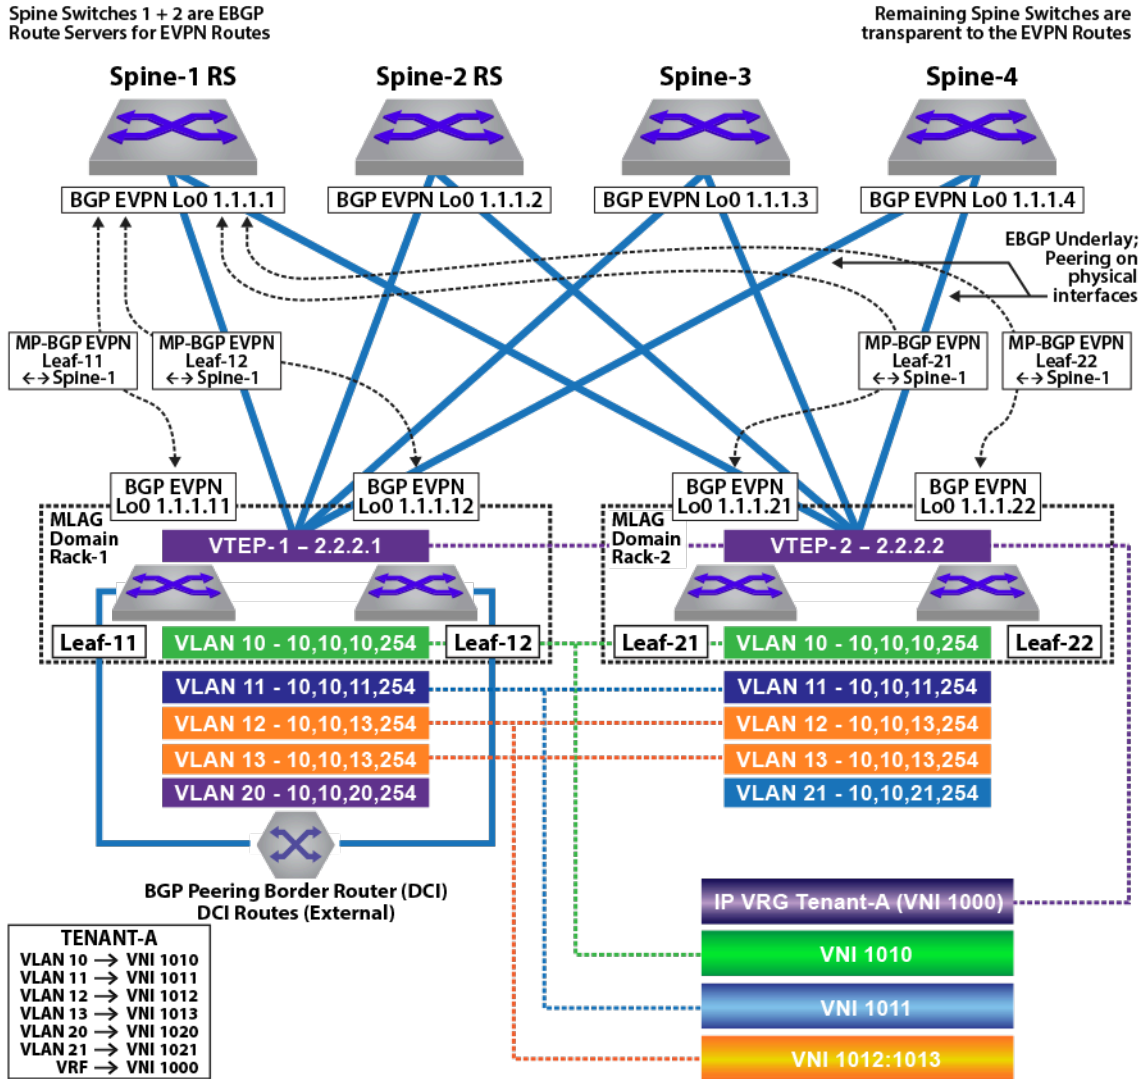 Spine Switches 1 + 2 are EBGP
Route Servers for EVPN Routes
Remaining Spine Switches are
transparent to the EVPN Routes
Spine-1 RS
Spine-2 RS
Spine-3
Spine-4
BGP EVPN Lo0 1.1.1.1
BGP EVPN Lo0 1.1.1.2
BGP EVPN Lo0 1.1.1.3
BGP EVPN Lo0 1.1.1.4
EBGP Underlay;
Peering on
physical
interfaces
MP-BGP EVPN
Leaf-11
←→Spine-1
MP-BGP EVPN
Leaf-12
←→Spine-1
MP-BGP EVPN
Leaf-21
←→Spine-1
MP-BGP EVPN
Leaf-22
←→Spine-1
BGP EVPN
Lo0 1.1.1.11
BGP EVPN
Lo0 1.1.1.12
BGP EVPN
Lo0 1.1.1.21
BGP EVPN
Lo0 1.1.1.22
MLAG
Domain
Rack-1
VTEP-1 – 2.2.2.1
MLAG
Domain
Rack-2
VTEP-2 – 2.2.2.2
Leaf-11
VLAN 10 - 10,10,10,254
Leaf-12
Leaf-21
VLAN 10 - 10,10,10,254
Leaf-22
VLAN 11 - 10,10,11,254
VLAN 11 - 10,10,11,254
VLAN 12 - 10,10,13,254
VLAN 12 - 10,10,13,254
VLAN 13 - 10,10,13,254
VLAN 13 - 10,10,13,254
VLAN 20 - 10,10,20,254
VLAN 21 - 10,10,21,254
BGP Peering Border Router (DCI)
DCI Routes (External)
IP VRG Tenant-A (VNI 1000)
VNI 1010
VNI 1011
VNI 1012:1013
TENANT-A
VLAN 10 → VNI 1010
VLAN 11 → VNI 1011
VLAN 12 → VNI 1012
VLAN 13 → VNI 1013
VLAN 20 → VNI 1020
VLAN 21 → VNI 1021
VRF → VNI 1000